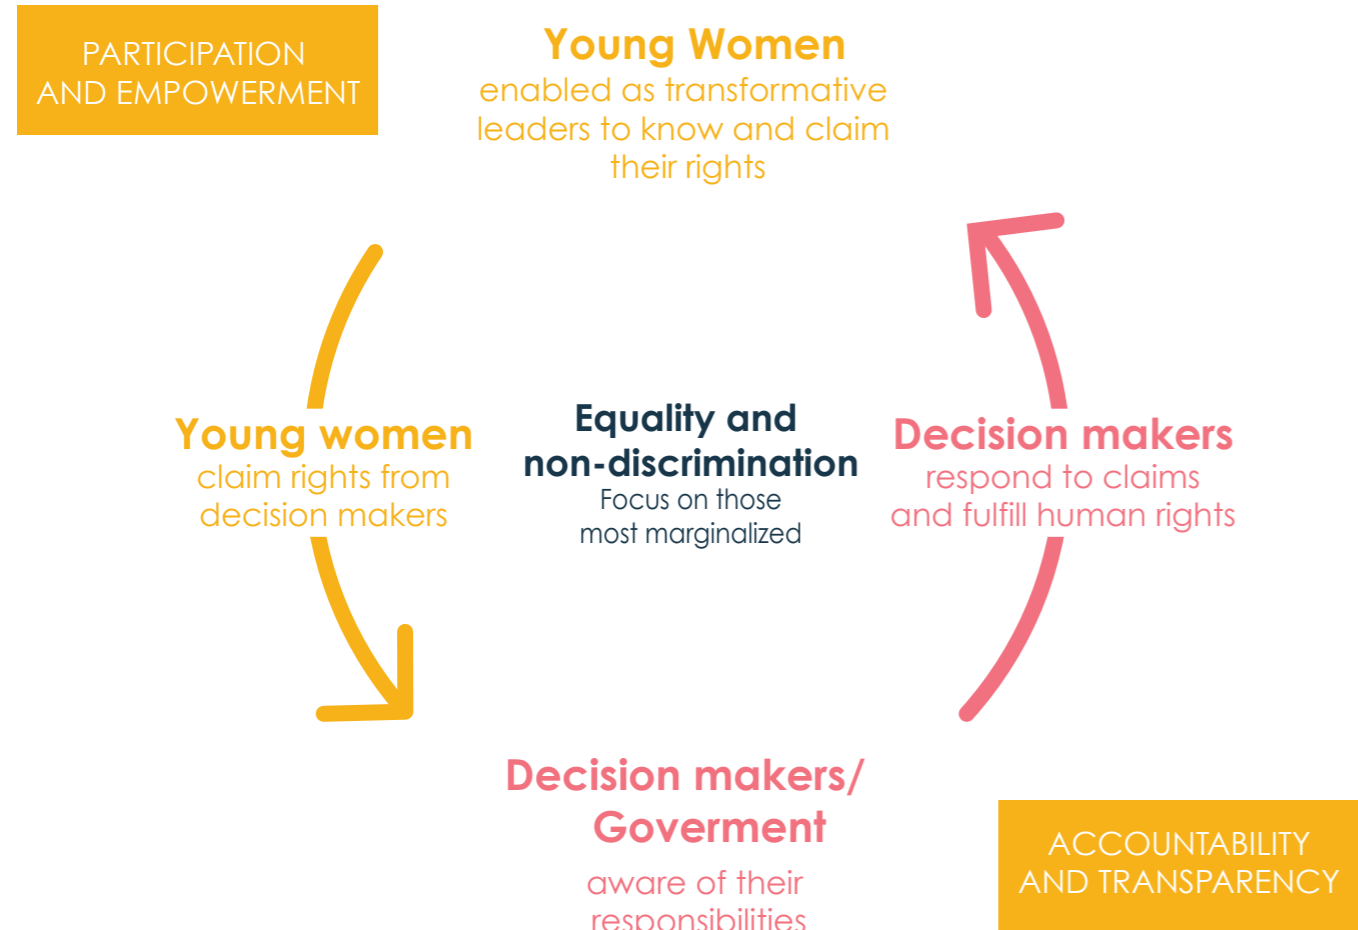 PARTICIPATION
AND EMPOWERMENT
Young Women
enabled as transformative
leaders to know and claim
their rights
Young women
claim rights from
decision makers
Equality and
non-discrimination
Focus on those
most marginalized
Decision makers
respond to claims
and fulfill human rights
Decision makers/
Goverment
aware of their
responsibilities
ACCOUNTABILITY
AND TRANSPARENCY